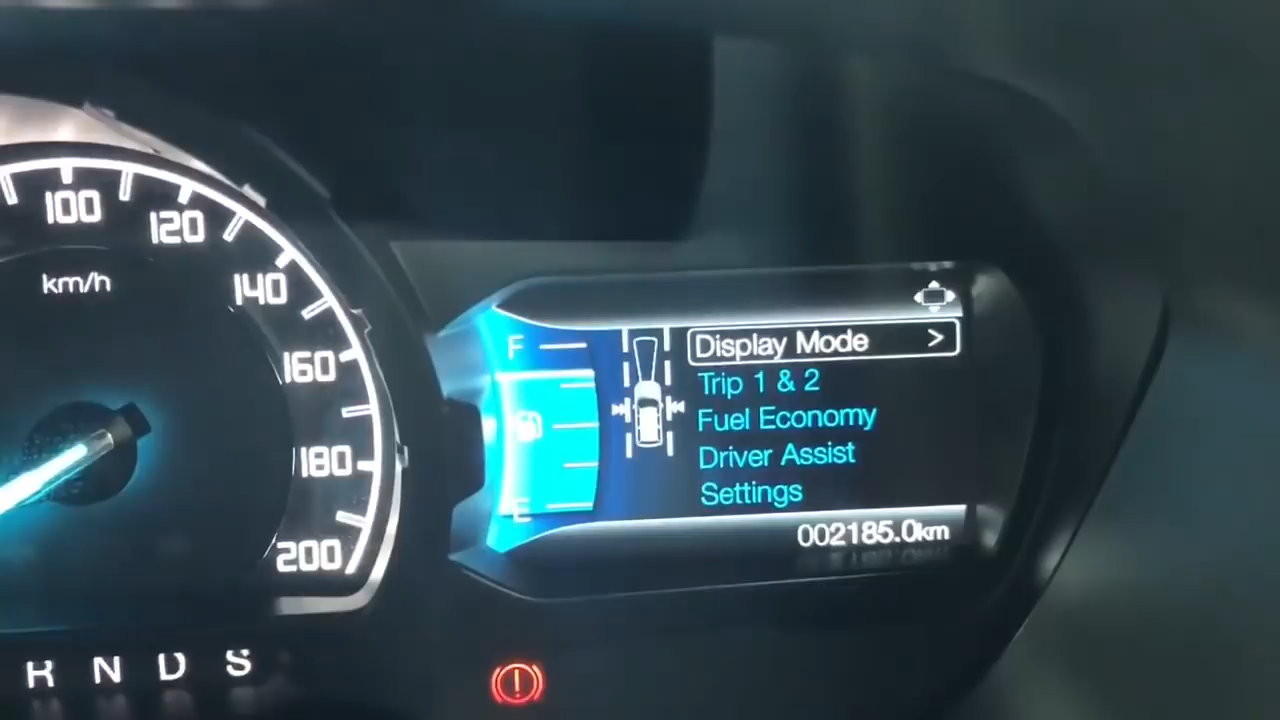 100
120
km/h
140
160
180
200
F
E
Display Mode >
Trip 1 & 2
Fuel Economy
Driver Assist
Settings
002185.0km
R N D S
!